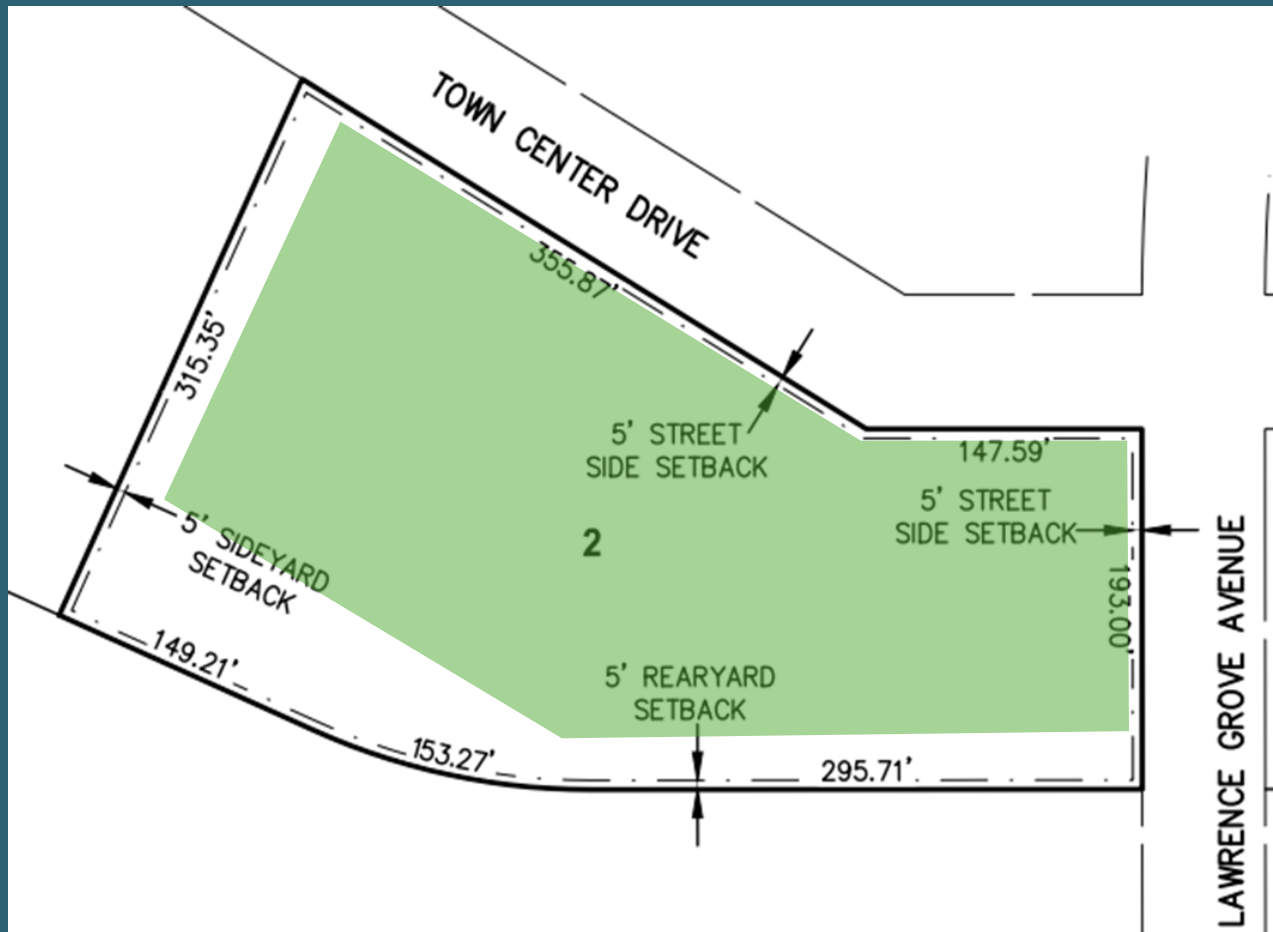 TOWN CENTER DRIVE
355.87'
315.35'
5' STREET
SIDE SETBACK
147.59'
5' STREET
SIDE SETBACK
5' SIDEYARD
SETBACK
2
193.00'
LAWRENCE GROVE AVENUE
149.21'
5' REARYARD
SETBACK
153.27'
295.71'